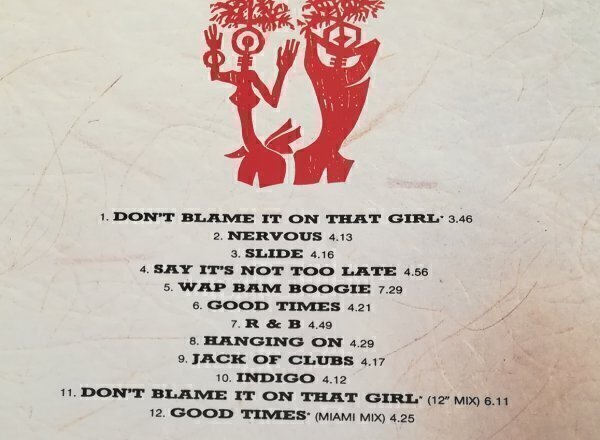 1. DON'T BLAME IT ON THAT GIRL* 3.46
2. NERVOUS 4.13
3. SLIDE 4.16
4. SAY IT'S NOT TOO LATE 4.56
5. WAP BAM BOOGIE 7.29
6. GOOD TIMES 4.21
7. R & B 4.49
8. HANGING ON 4.29
9. JACK OF CLUBS 4.17
10. INDIGO 4.12
11. DON'T BLAME IT ON THAT GIRL* (12" MIX) 6.11
12. GOOD TIMES* (MIAMI MIX) 4.25